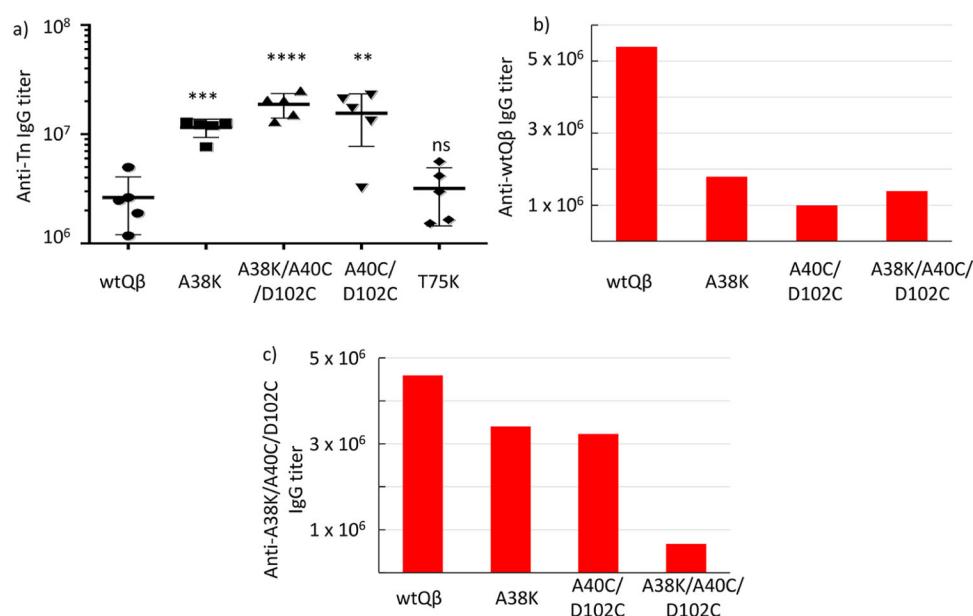 a)
Anti-Tn IgG titer
10⁸
10⁷
10⁶
***
****
**
ns
wtQβ
A38K
A38K/A40C
/D102C
A40C/
D102C
T75K
b)
Anti-wtQβ IgG titer
5 x 10⁶
3 x 10⁶
1 x 10⁶
wtQβ
A38K
A40C/
D102C
A38K/A40C/
D102C
c)
Anti-A38K/A40C/D102C
IgG titer
5 x 10⁶
3 x 10⁶
1 x 10⁶
wtQβ
A38K
A40C/
D102C
A38K/A40C/
D102C